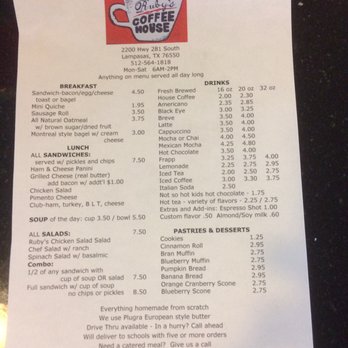 Ruby's
COFFEE
HOUSE
2200 Hwy 281 South
Lampasas, TX 76550
512-564-1818
Mon-Sat 6AM-2PM
Anything on menu served all day long
BREAKFAST
Sandwich-bacon/egg/cheese 4.50
toast or bagel
Mini Quiche 1.95
Sausage Roll 3.50
All Natural Oatmeal 3.75
w/ brown sugar/dried fruit
Montreal style bagel w/ cream 3.00
cheese
LUNCH
ALL SANDWICHES: 7.50
served w/ pickles and chips
Ham & Cheese Panini
Grilled Cheese (real butter)
add bacon w/ add'l $1.00
Chicken Salad
Pimento Cheese
Club-ham, turkey, B L T, cheese
SOUP of the day: cup 3.50 / bowl 5.50
ALL SALADS: 7.50
Ruby's Chicken Salad Salad
Chef Salad w/ ranch
Spinach Salad w/ basalmic
Combo:
1/2 of any sandwich with
cup of soup OR salad 7.50
Full sandwich w/ cup of soup
no chips or pickles 8.50
DRINKS
16 oz 20 oz 32 oz
Fresh Brewed
House Coffee 2.00 2.30
Americano 2.35 2.85
Black Eye 3.00 3.25
Breve 3.50 4.00
Latte 3.50 4.00
Cappuccino 3.50 4.00
Mocha or Chai 4.00 4.50
Mexican Mocha 4.25 4.80
Hot Chocolate 3.50 4.00
Frapp 3.25 3.75 4.00
Lemonade 2.25 2.75 2.95
Iced Tea 2.00 2.50 2.75
Iced Coffee 3.00 3.30 3.75
Italian Soda 2.50
Not so hot kids hot chocolate - 1.75
Hot tea - variety of flavors - 2.25 / 2.75
Extras and Add-ins: Espresso Shot 1.00
Custom flavor .50 Almond/Soy milk .60
PASTRIES & DESSERTS
Cookies 1.25
Cinnamon Roll 2.95
Bran Muffin 2.75
Blueberry Muffin 2.75
Pumpkin Bread 2.95
Banana Bread 2.95
Orange Cranberry Scone 2.75
Blueberry Scone 2.75
Everything homemade from scratch
We use Plugra European style butter
Drive Thru available - In a hurry? Call ahead
Will deliver to schools with five or more orders
Need a catered meal? Give us a call